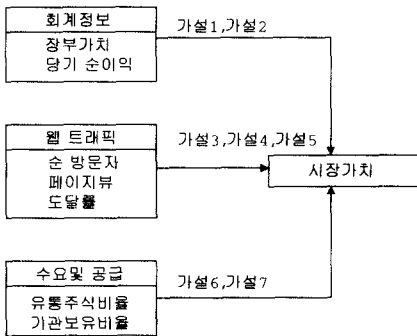 회계정보
장부가치
당기 순이익
가설1,가설2
웹 트래픽
순 방문자
페이지뷰
도달률
가설3,가설4,가설5
시장가치
수요및 공급
유통주식비율
기관보유비율
가설6,가설7